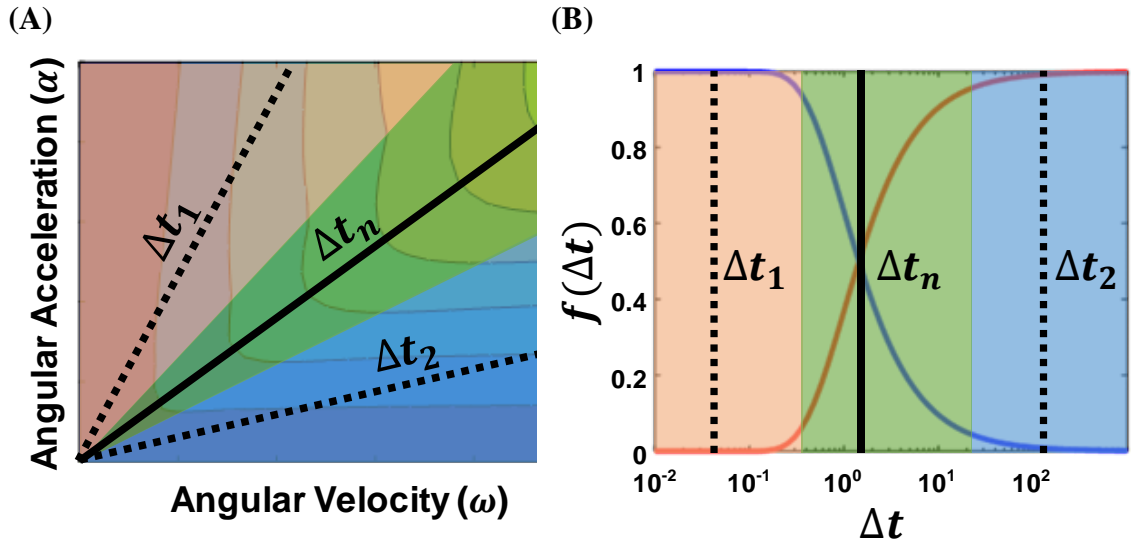 (A)
Angular Acceleration (α)
Δt₁
Δtₙ
Δt₂
Angular Velocity (ω)
(B)
f(Δt)
1
0.8
0.6
0.4
0.2
0
Δt₁
Δtₙ
Δt₂
10⁻² 10⁻¹ 10⁰ 10¹ 10²
Δt